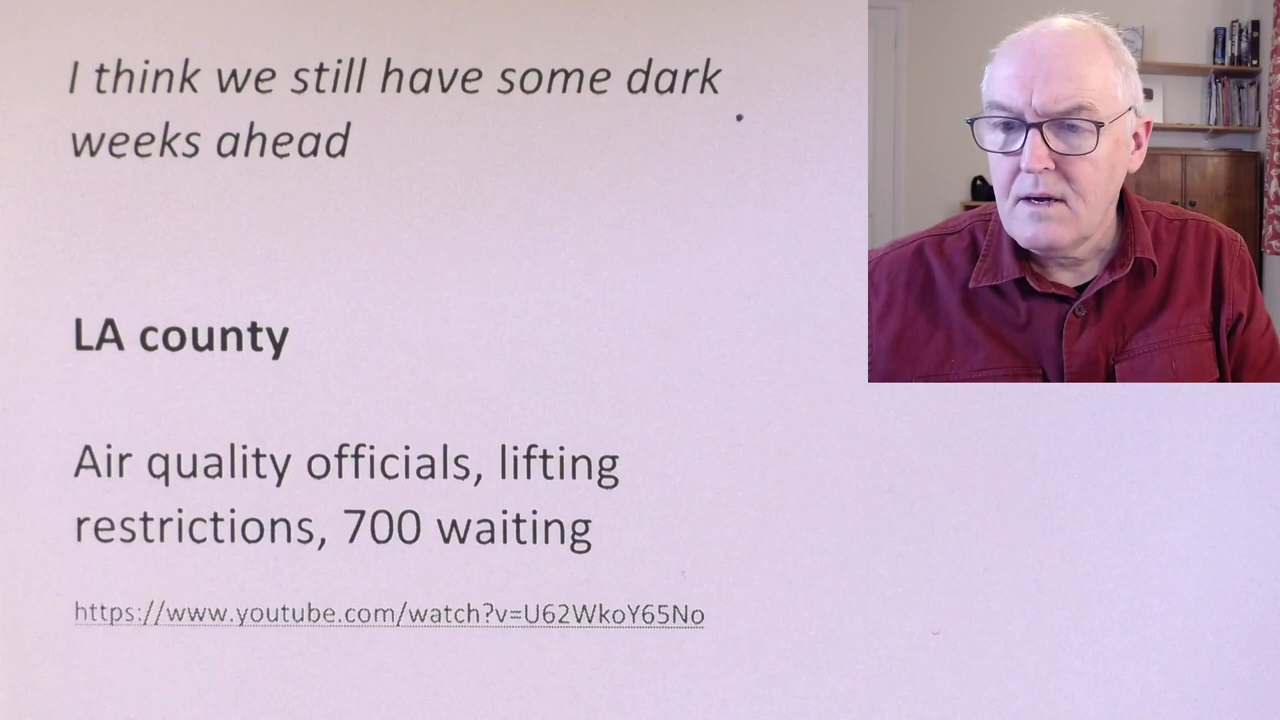 I think we still have some dark
weeks ahead
LA county
Air quality officials, lifting
restrictions, 700 waiting
https://www.youtube.com/watch?v=U62WkoY65No